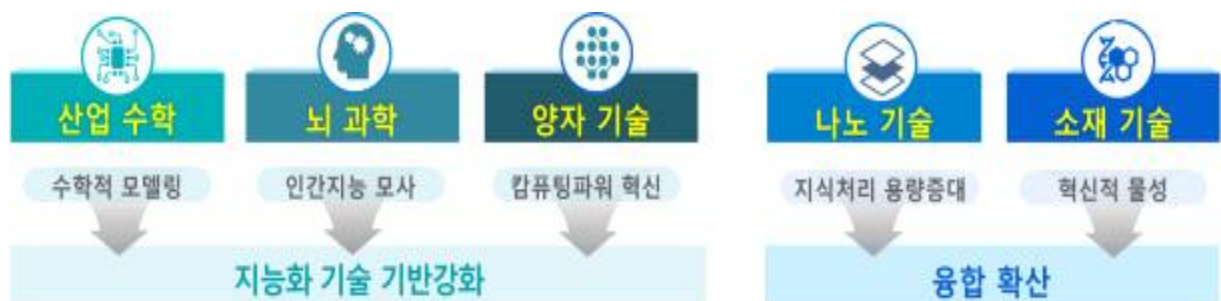 산업 수학
뇌 과학
양자 기술
나노 기술
소재 기술
수학적 모델링
인간지능 모사
캄퓨팅파워 혁신
지식처리 용량증대
혁신적 물성
지능화 기술 기반강화
융합 확산